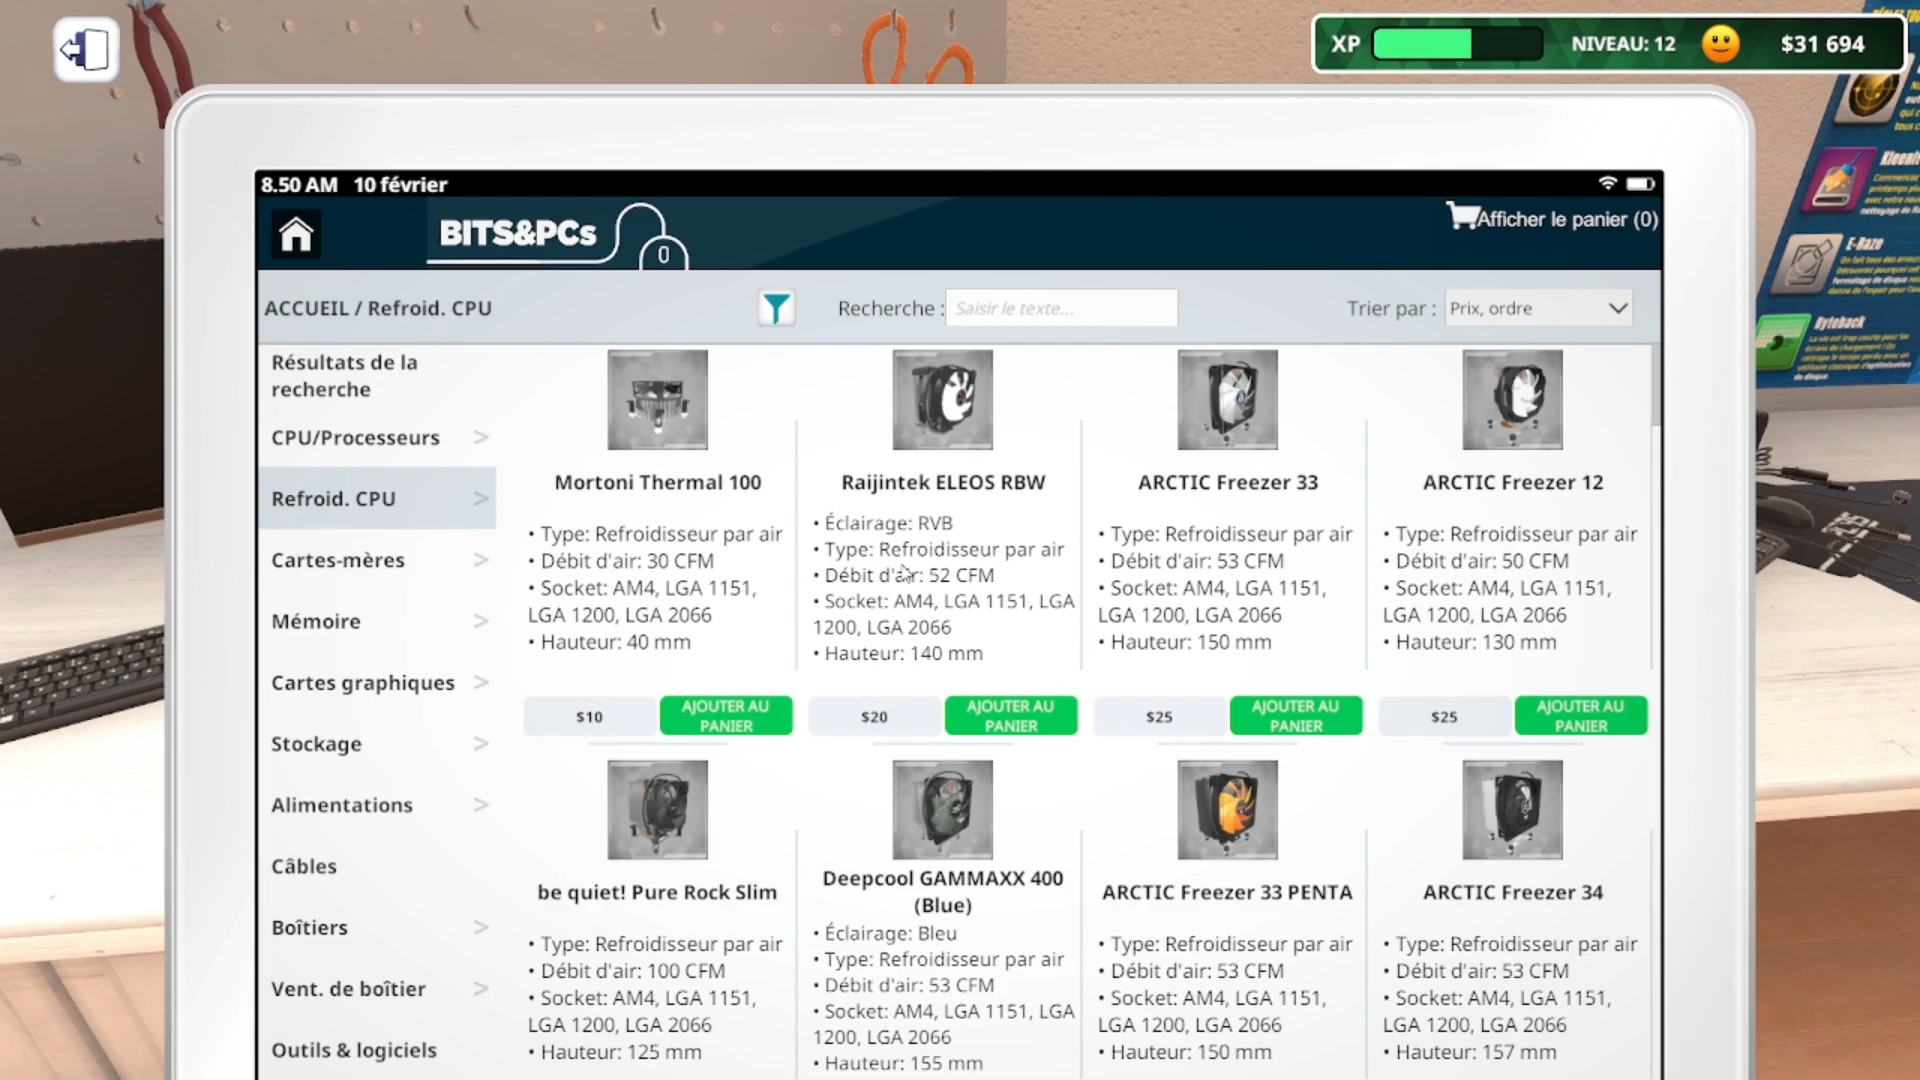 XP
NIVEAU: 12
$31 694
8.50 AM 10 février
BITS&PCs
Afficher le panier (0)
ACCUEIL / Refroid. CPU
Recherche :
Saisir le texte...
Trier par :
Prix, ordre
Résultats de la
recherche
CPU/Processeurs
Refroid. CPU
Cartes-mères
Mémoire
Cartes graphiques
Stockage
Alimentations
Câbles
Boîtiers
Vent. de boîtier
Outils & logiciels
Mortoni Thermal 100
• Type: Refroidisseur par air
• Débit d'air: 30 CFM
• Socket: AM4, LGA 1151,
LGA 1200, LGA 2066
• Hauteur: 40 mm
$10
AJOUTER AU
PANIER
Raijintek ELEOS RBW
• Éclairage: RVB
• Type: Refroidisseur par air
• Débit d'air: 52 CFM
• Socket: AM4, LGA 1151, LGA
1200, LGA 2066
• Hauteur: 140 mm
$20
AJOUTER AU
PANIER
ARCTIC Freezer 33
• Type: Refroidisseur par air
• Débit d'air: 53 CFM
• Socket: AM4, LGA 1151,
LGA 1200, LGA 2066
• Hauteur: 150 mm
$25
AJOUTER AU
PANIER
ARCTIC Freezer 12
• Type: Refroidisseur par air
• Débit d'air: 50 CFM
• Socket: AM4, LGA 1151,
LGA 1200, LGA 2066
• Hauteur: 130 mm
$25
AJOUTER AU
PANIER
be quiet! Pure Rock Slim
• Type: Refroidisseur par air
• Débit d'air: 100 CFM
• Socket: AM4, LGA 1151,
LGA 1200, LGA 2066
• Hauteur: 125 mm
Deepcool GAMMAXX 400
(Blue)
• Éclairage: Bleu
• Type: Refroidisseur par air
• Débit d'air: 53 CFM
• Socket: AM4, LGA 1151, LGA
1200, LGA 2066
• Hauteur: 155 mm
ARCTIC Freezer 33 PENTA
• Type: Refroidisseur par air
• Débit d'air: 53 CFM
• Socket: AM4, LGA 1151,
LGA 1200, LGA 2066
• Hauteur: 150 mm
ARCTIC Freezer 34
• Type: Refroidisseur par air
• Débit d'air: 53 CFM
• Socket: AM4, LGA 1151,
LGA 1200, LGA 2066
• Hauteur: 157 mm
E-Raze
Byteback